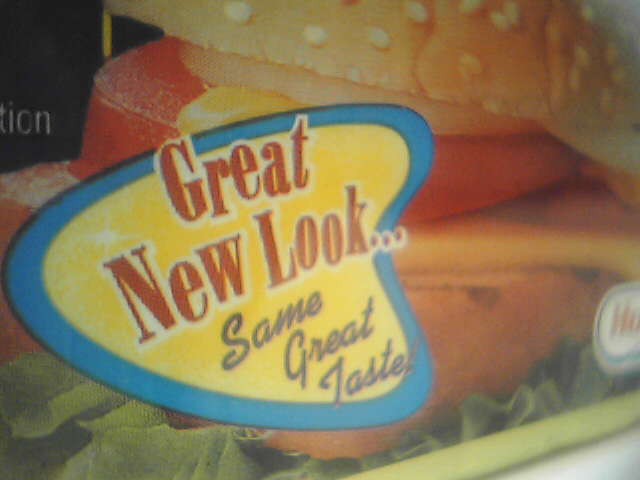 tion
Great
New Look...
Same
Great
Taste!